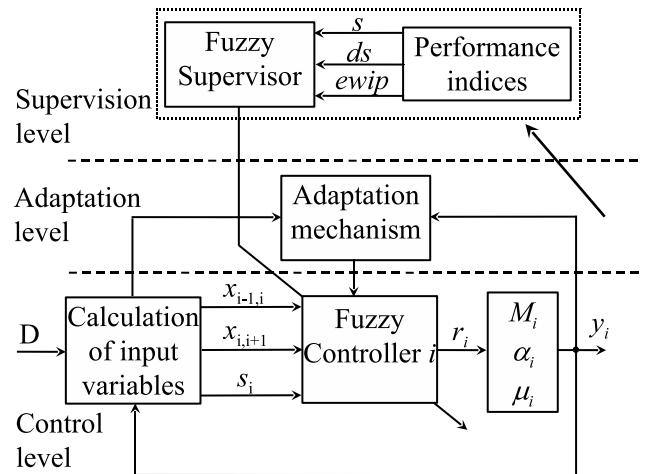 Fuzzy
Supervisor
s
ds
ewip
Performance
indices
Supervision
level
Adaptation
level
Adaptation
mechanism
D
Calculation
of input
variables
x_{i-1,i}
x_{i,i+1}
s_i
Fuzzy
Controller i
r_i
M_i
α_i
μ_i
y_i
Control
level